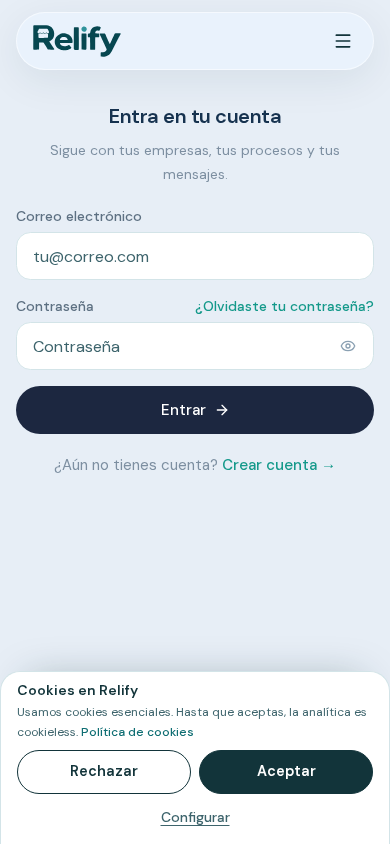 Relify
Entra en tu cuenta
Sigue con tus empresas, tus procesos y tus
mensajes.
Correo electrónico
tu@correo.com
Contraseña
¿Olvidaste tu contraseña?
Contraseña
Entrar →
¿Aún no tienes cuenta? Crear cuenta →
Cookies en Relify
Usamos cookies esenciales. Hasta que aceptas, la analítica es
cookieless. Política de cookies
Rechazar
Aceptar
Configurar